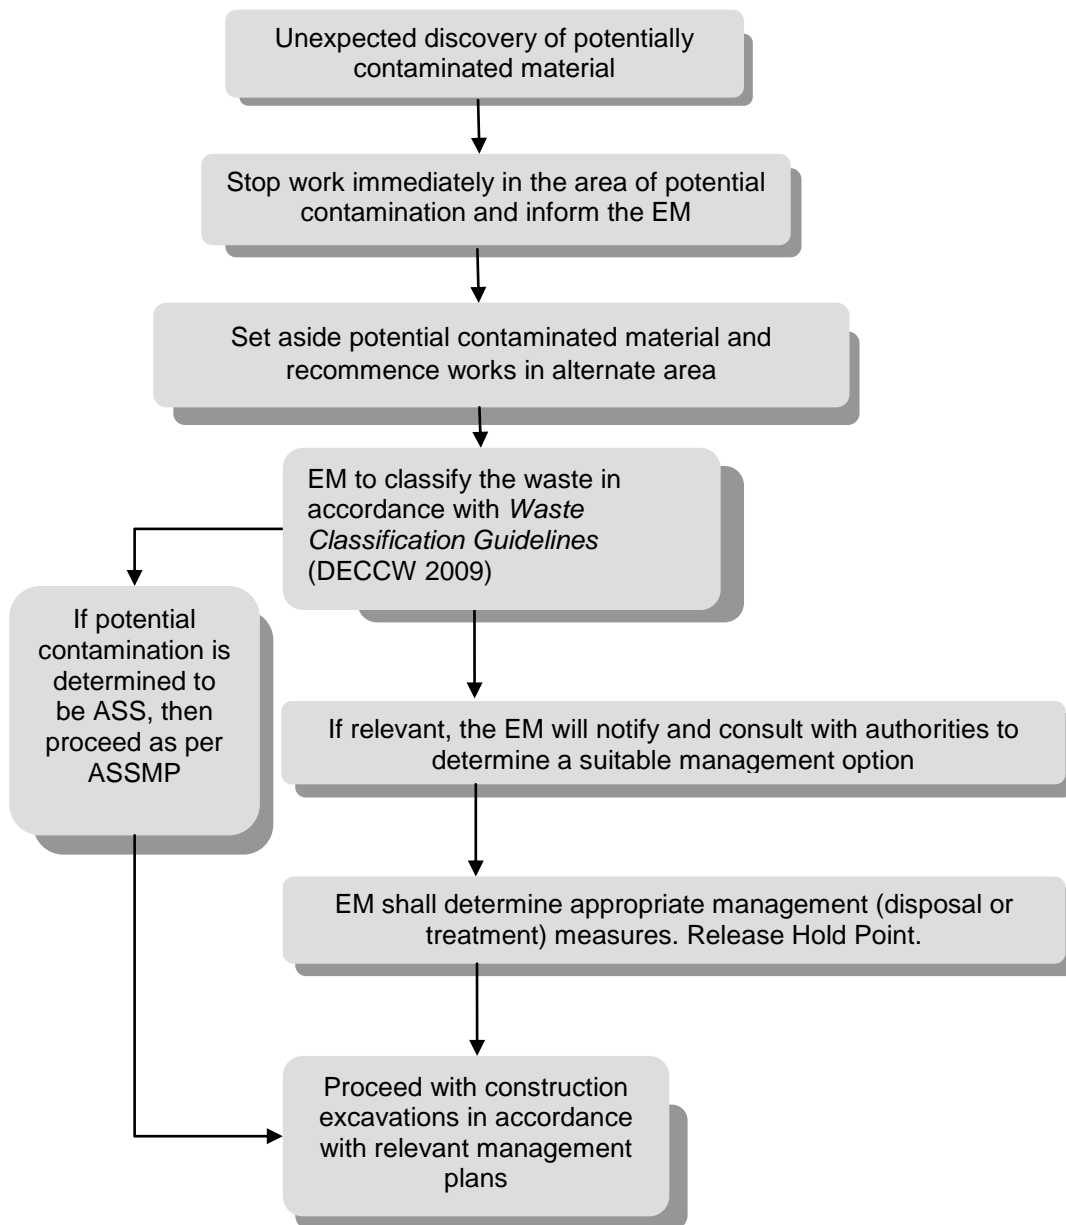 Unexpected discovery of potentially
contaminated material
Stop work immediately in the area of potential
contamination and inform the EM
Set aside potential contaminated material and
recommence works in alternate area
EM to classify the waste in
accordance with Waste
Classification Guidelines
(DECCW 2009)
If potential
contamination is
determined to
be ASS, then
proceed as per
ASSMP
If relevant, the EM will notify and consult with authorities to
determine a suitable management option
EM shall determine appropriate management (disposal or
treatment) measures. Release Hold Point.
Proceed with construction
excavations in accordance
with relevant management
plans